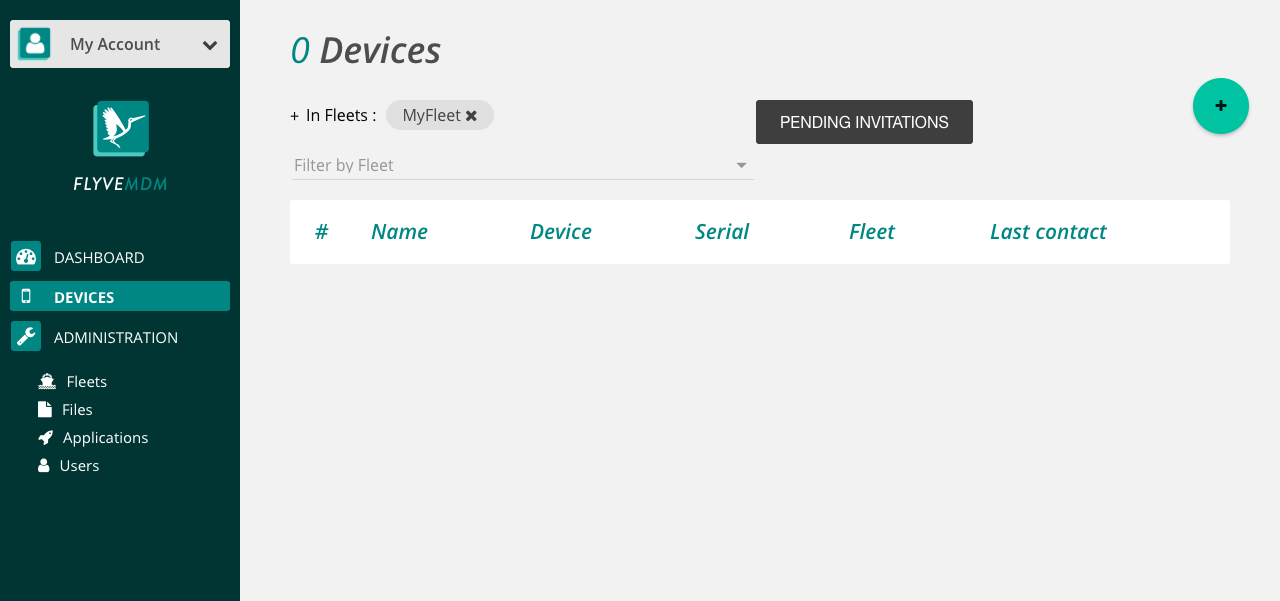 My Account
FLYVEMDM
DASHBOARD
DEVICES
ADMINISTRATION
Fleets
Files
Applications
Users
0 Devices
+ In Fleets : MyFleet ✖
PENDING INVITATIONS
+
Filter by Fleet
# Name Device Serial Fleet Last contact